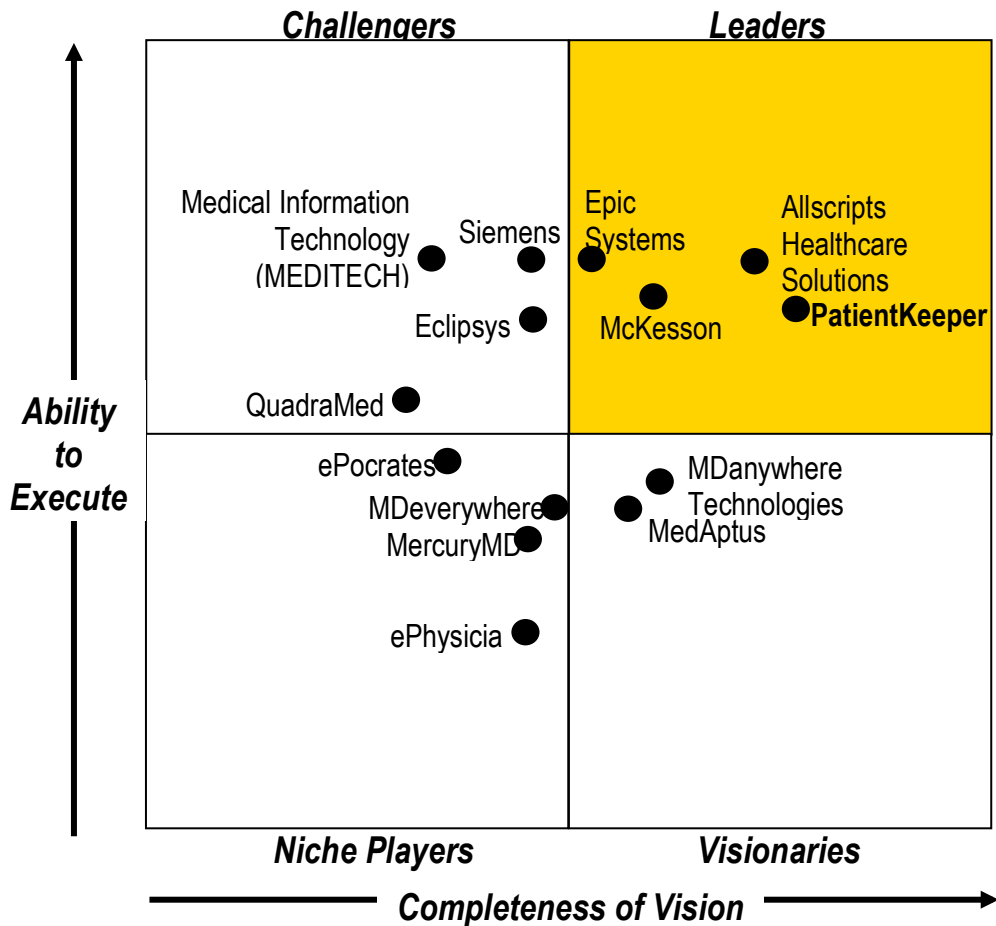 Challengers
Leaders
Medical Information
Technology
(MEDITECH)
Siemens
Epic
Systems
Allscripts
Healthcare
Solutions
Eclipsys
McKesson
PatientKeeper
QuadraMed
Ability
to
Execute
ePocrates
MDeverywhere
MercuryMD
MDanywhere
Technologies
MedAptus
ePhysicia
Niche Players
Visionaries
Completeness of Vision